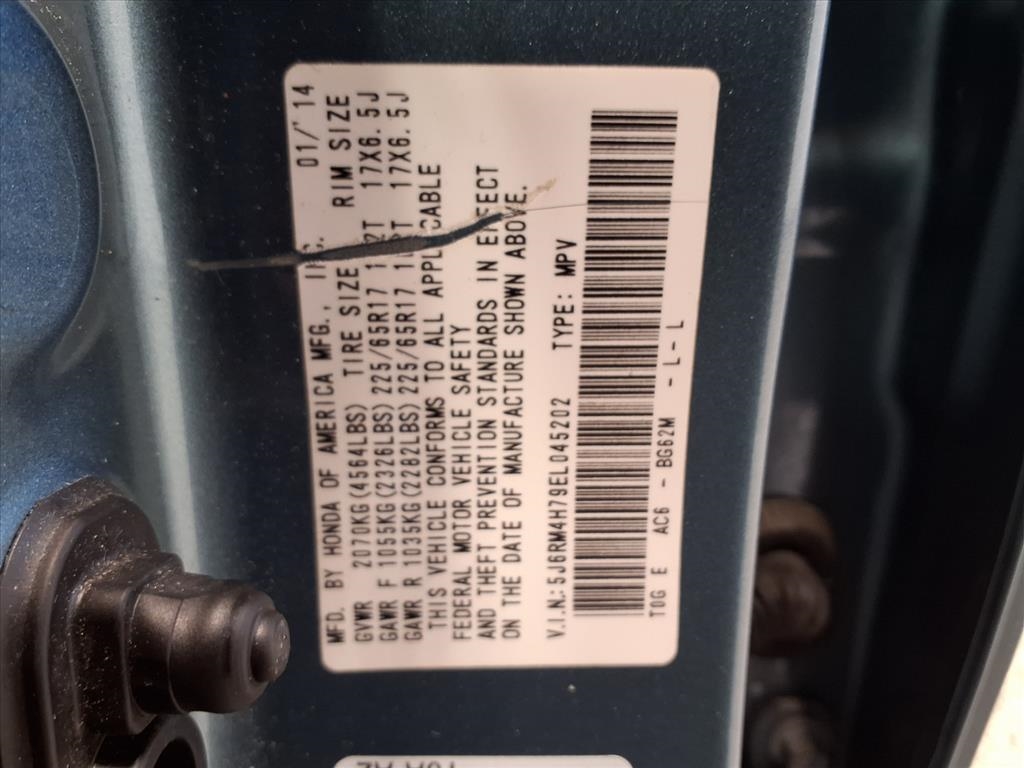 MFD. BY HONDA OF AMERICA MFG., INC. 01/'14
GVWR 2070KG(4564LBS) TIRE SIZE RIM SIZE
GAWR F 1055KG(2326LBS) 225/65R17 17X6.5J
GAWR R 1035KG(2282LBS) 225/65R17 17X6.5J
THIS VEHICLE CONFORMS TO ALL APPLICABLE
FEDERAL MOTOR VEHICLE SAFETY
AND THEFT PREVENTION STANDARDS IN EFFECT
ON THE DATE OF MANUFACTURE SHOWN ABOVE.
V.I.N.:5J6RM4H79EL045202 TYPE: MPV
T0G E AC6 - BG62M - L-L